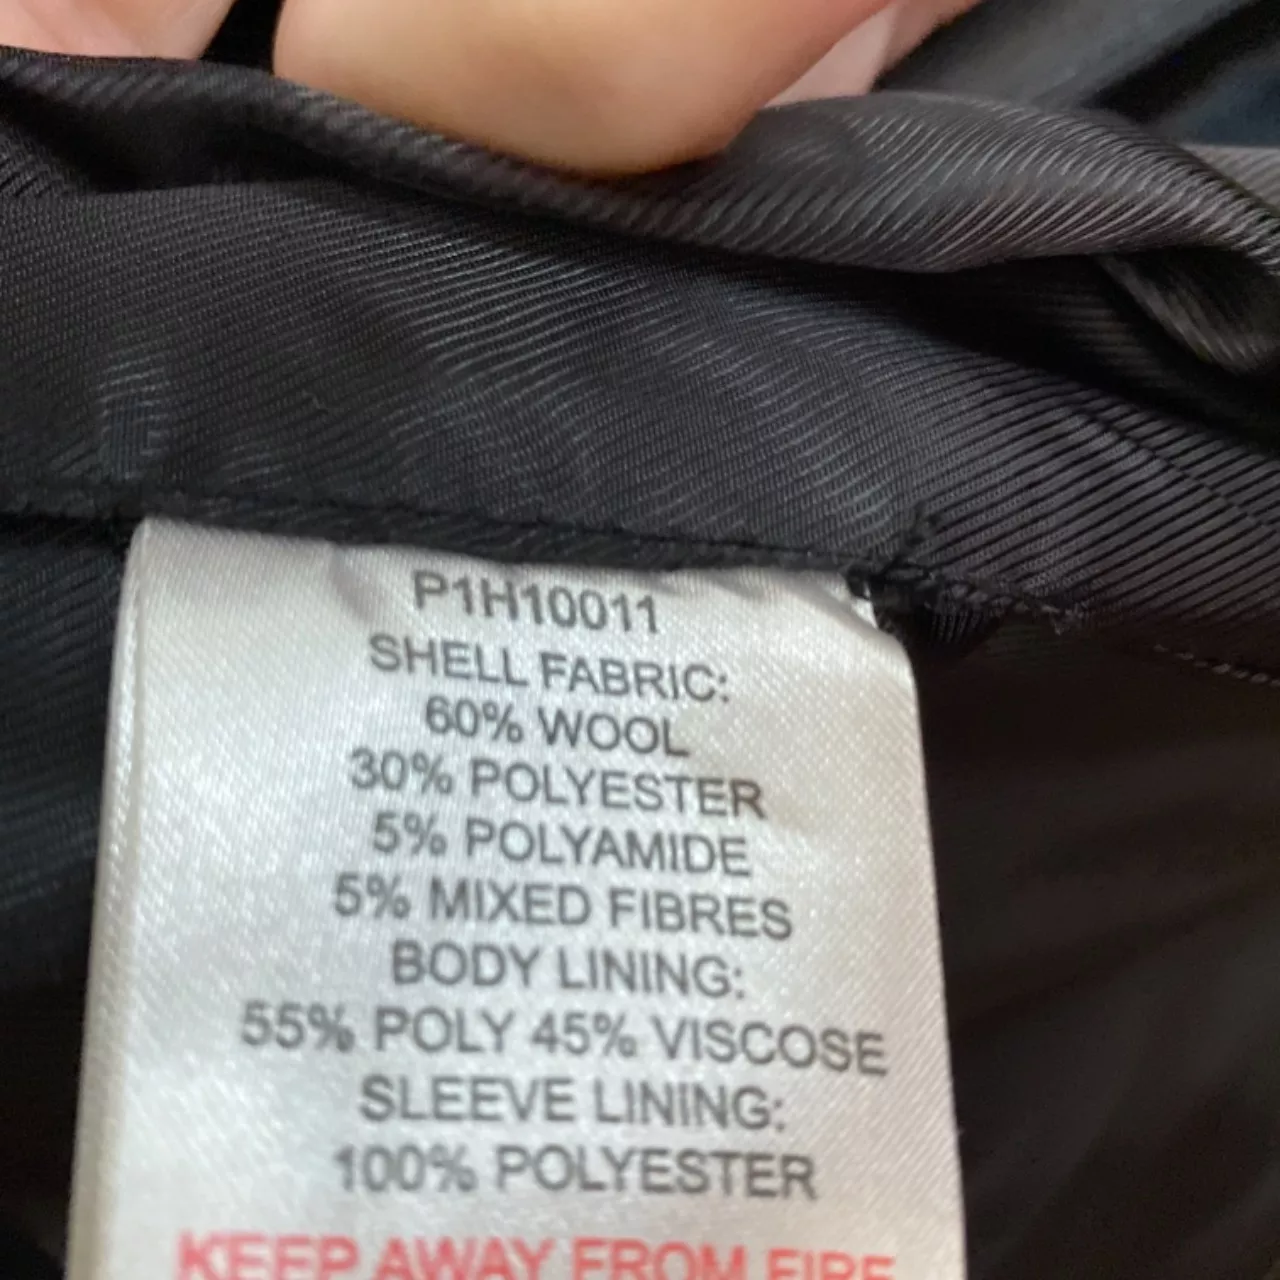 P1H10011
SHELL FABRIC:
60% WOOL
30% POLYESTER
5% POLYAMIDE
5% MIXED FIBRES
BODY LINING:
55% POLY 45% VISCOSE
SLEEVE LINING:
100% POLYESTER
KEEP AWAY FROM FIRE